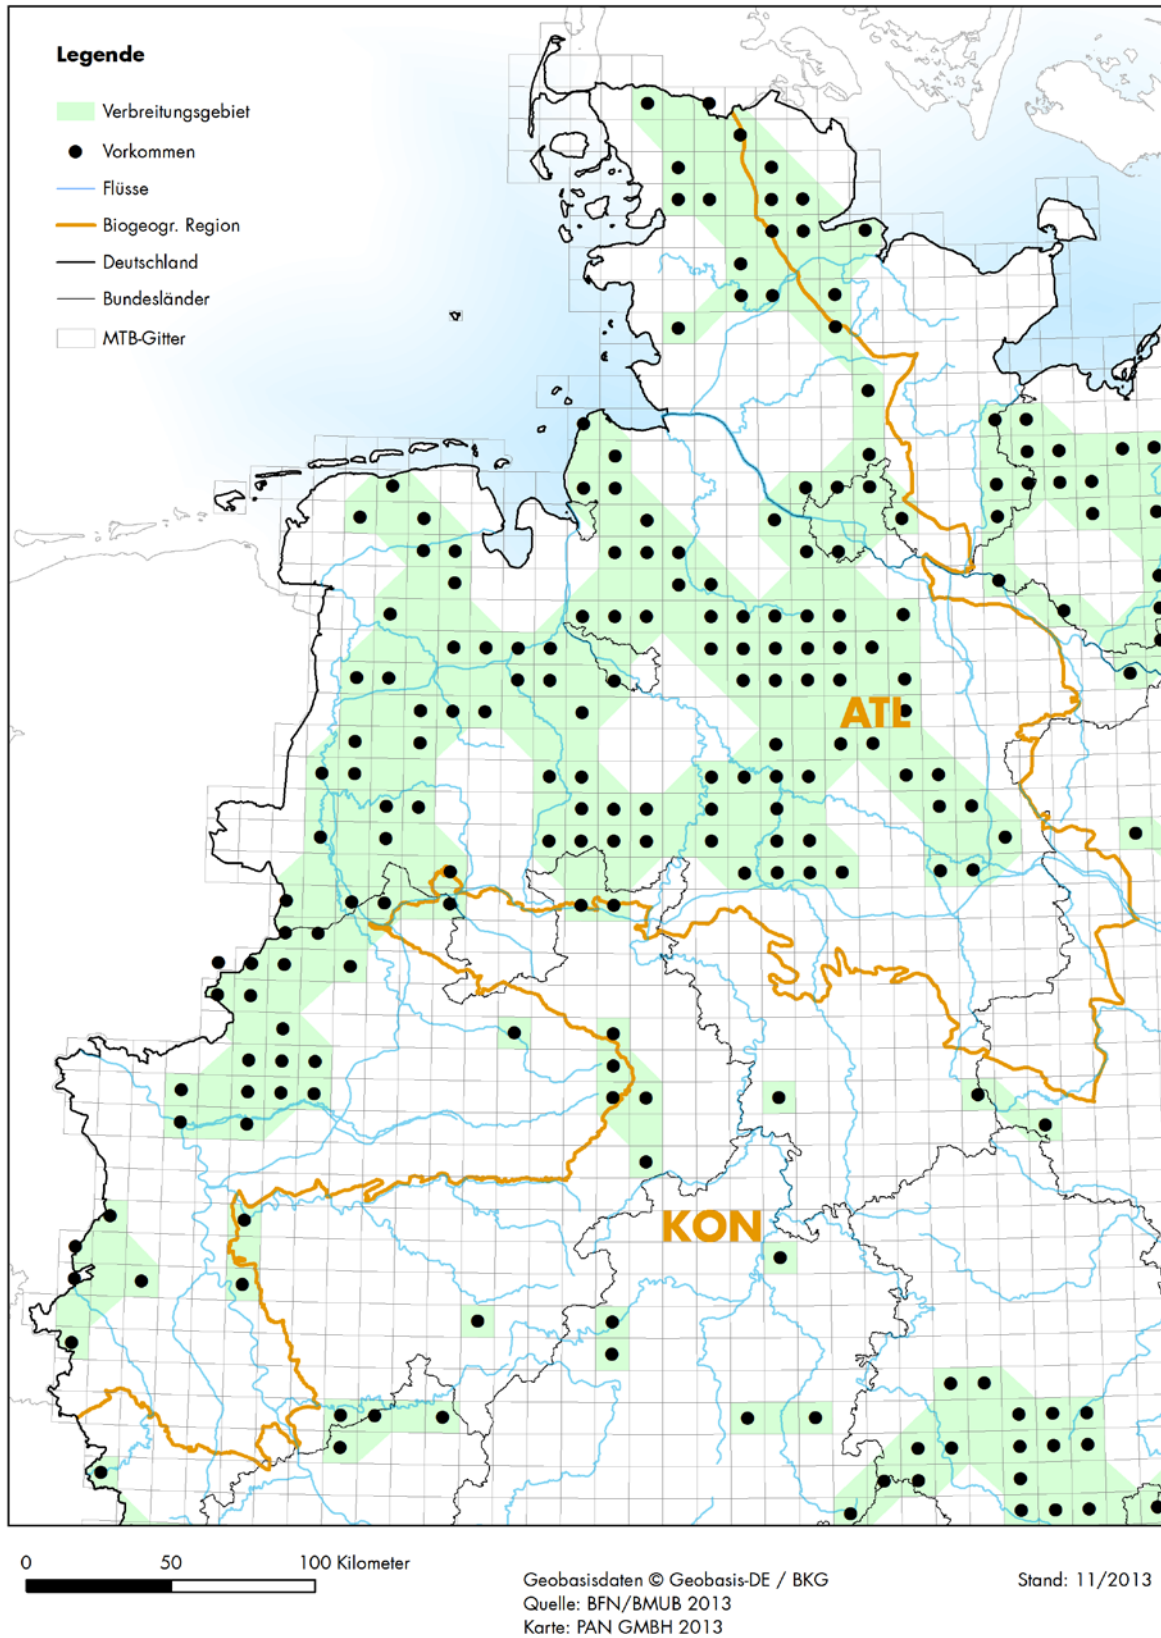 Legende
Verbreitungsgebiet
Vorkommen
Flüsse
Biogeogr. Region
Deutschland
Bundesländer
MTB-Gitter
ATL
KON
0 50 100 Kilometer
Geobasisdaten © Geobasis-DE / BKG
Quelle: BFN/BMUB 2013
Karte: PAN GMBH 2013
Stand: 11/2013